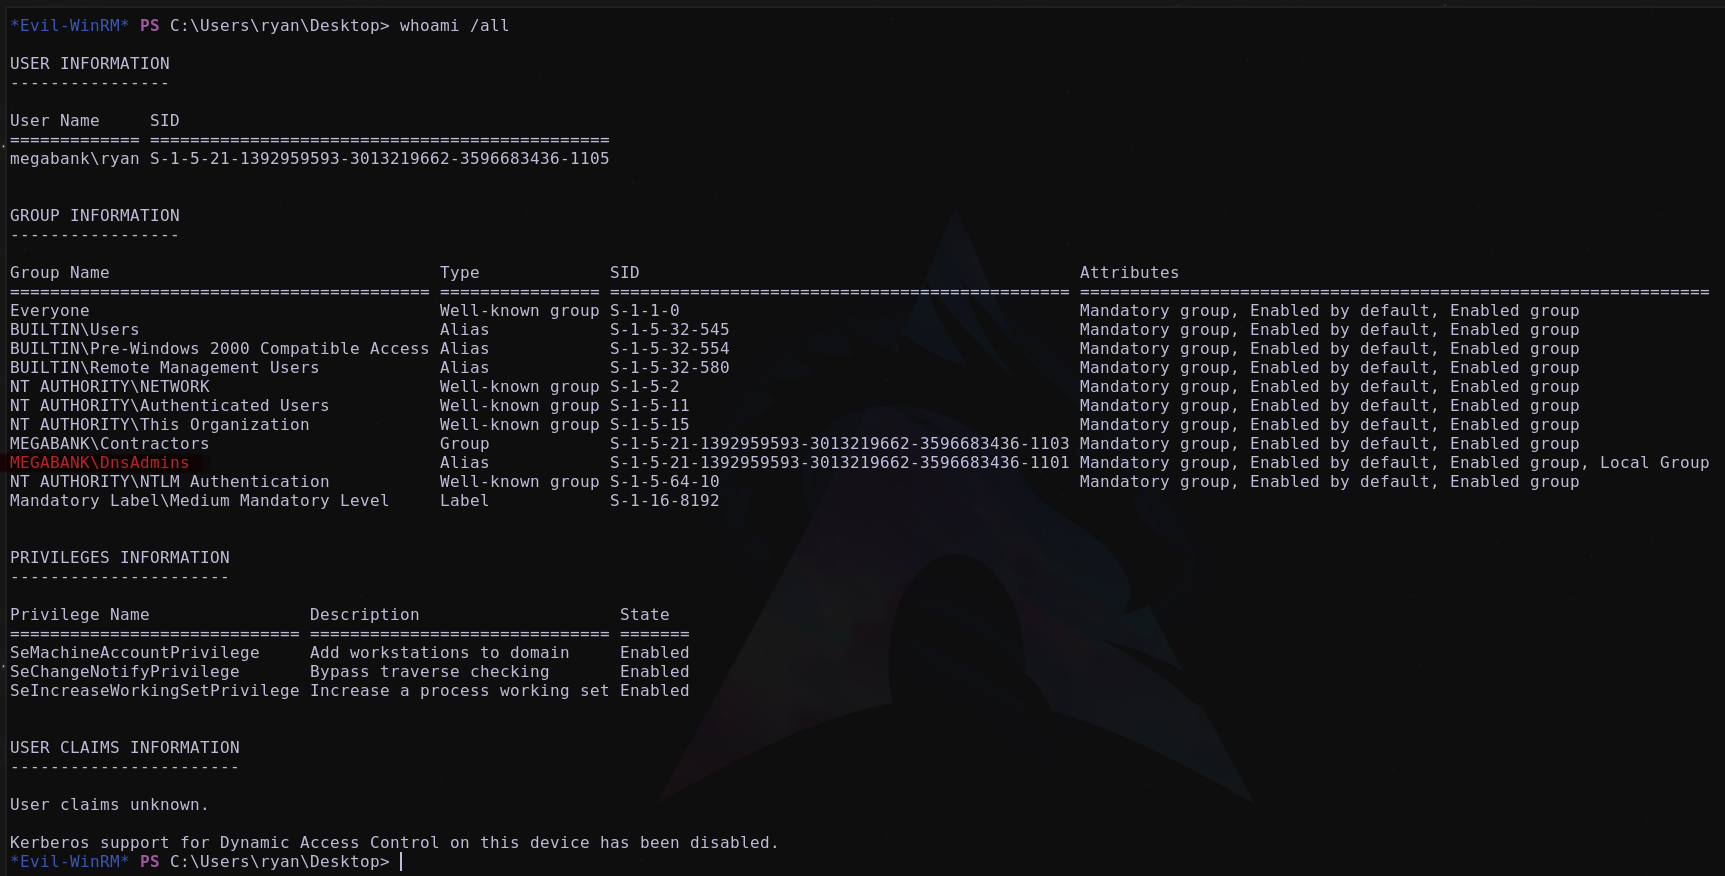 *Evil-WinRM* PS C:\Users\ryan\Desktop> whoami /all
USER INFORMATION
----------------
User Name     SID
============= ==============================================
megabank\ryan S-1-5-21-1392959593-3013219662-3596683436-1105
GROUP INFORMATION
-----------------
Group Name                                 Type             SID                                            Attributes
========================================== ================ ============================================== ===============================================================
Everyone                                   Well-known group S-1-1-0                                        Mandatory group, Enabled by default, Enabled group
BUILTIN\Users                              Alias            S-1-5-32-545                                   Mandatory group, Enabled by default, Enabled group
BUILTIN\Pre-Windows 2000 Compatible Access Alias            S-1-5-32-554                                   Mandatory group, Enabled by default, Enabled group
BUILTIN\Remote Management Users            Alias            S-1-5-32-580                                   Mandatory group, Enabled by default, Enabled group
NT AUTHORITY\NETWORK                       Well-known group S-1-5-2                                        Mandatory group, Enabled by default, Enabled group
NT AUTHORITY\Authenticated Users           Well-known group S-1-5-11                                       Mandatory group, Enabled by default, Enabled group
NT AUTHORITY\This Organization             Well-known group S-1-5-15                                       Mandatory group, Enabled by default, Enabled group
MEGABANK\Contractors                       Group            S-1-5-21-1392959593-3013219662-3596683436-1103 Mandatory group, Enabled by default, Enabled group
MEGABANK\DnsAdmins                         Alias            S-1-5-21-1392959593-3013219662-3596683436-1101 Mandatory group, Enabled by default, Enabled group, Local Group
NT AUTHORITY\NTLM Authentication           Well-known group S-1-5-64-10                                    Mandatory group, Enabled by default, Enabled group
Mandatory Label\Medium Mandatory Level     Label            S-1-16-8192
PRIVILEGES INFORMATION
----------------------
Privilege Name                Description                    State
============================= ============================== =======
SeMachineAccountPrivilege     Add workstations to domain     Enabled
SeChangeNotifyPrivilege       Bypass traverse checking       Enabled
SeIncreaseWorkingSetPrivilege Increase a process working set Enabled
USER CLAIMS INFORMATION
-----------------------
User claims unknown.
Kerberos support for Dynamic Access Control on this device has been disabled.
*Evil-WinRM* PS C:\Users\ryan\Desktop>